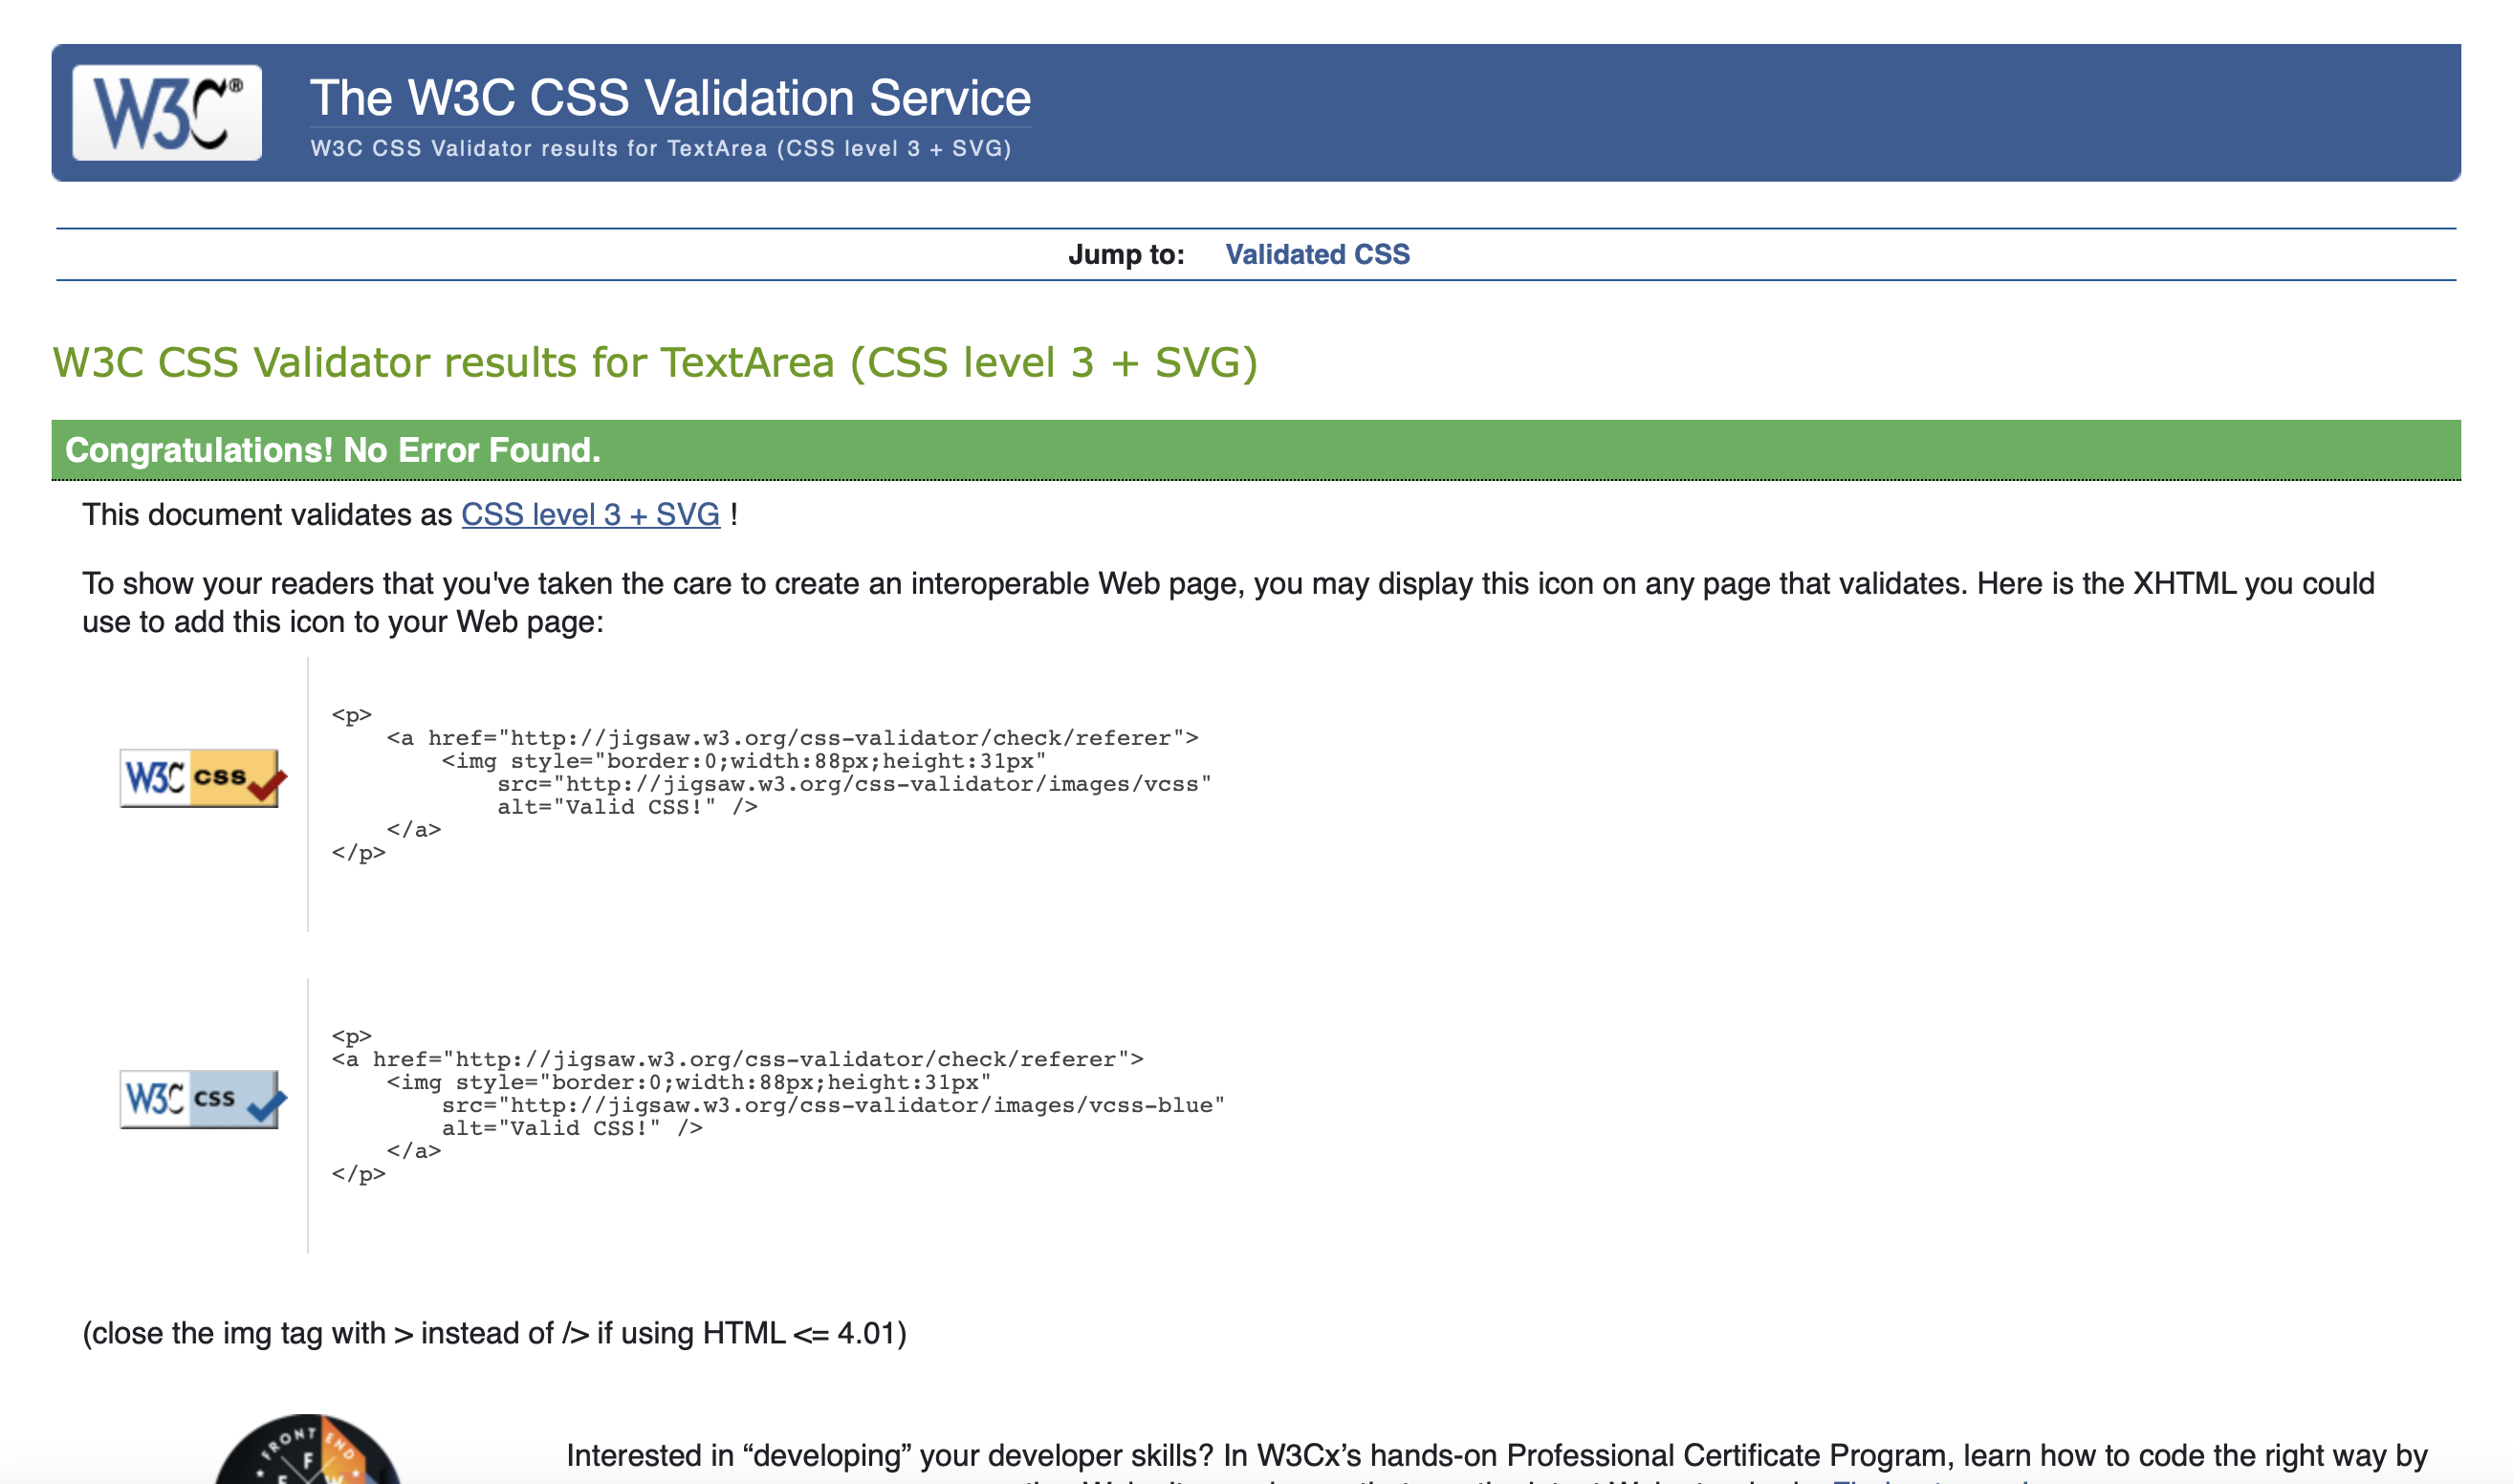 W3C®
The W3C CSS Validation Service
W3C CSS Validator results for TextArea (CSS level 3 + SVG)
Jump to: Validated CSS
W3C CSS Validator results for TextArea (CSS level 3 + SVG)
Congratulations! No Error Found.
This document validates as CSS level 3 + SVG !
To show your readers that you've taken the care to create an interoperable Web page, you may display this icon on any page that validates. Here is the XHTML you could
use to add this icon to your Web page:
W3C css
<p>
    <a href="http://jigsaw.w3.org/css-validator/check/referer">
        <img style="border:0;width:88px;height:31px"
            src="http://jigsaw.w3.org/css-validator/images/vcss"
            alt="Valid CSS!" />
    </a>
</p>
W3C css
<p>
<a href="http://jigsaw.w3.org/css-validator/check/referer">
    <img style="border:0;width:88px;height:31px"
        src="http://jigsaw.w3.org/css-validator/images/vcss-blue"
        alt="Valid CSS!" />
    </a>
</p>
(close the img tag with > instead of /> if using HTML <= 4.01)
FRONT END
F
Interested in “developing” your developer skills? In W3Cx’s hands-on Professional Certificate Program, learn how to code the right way by